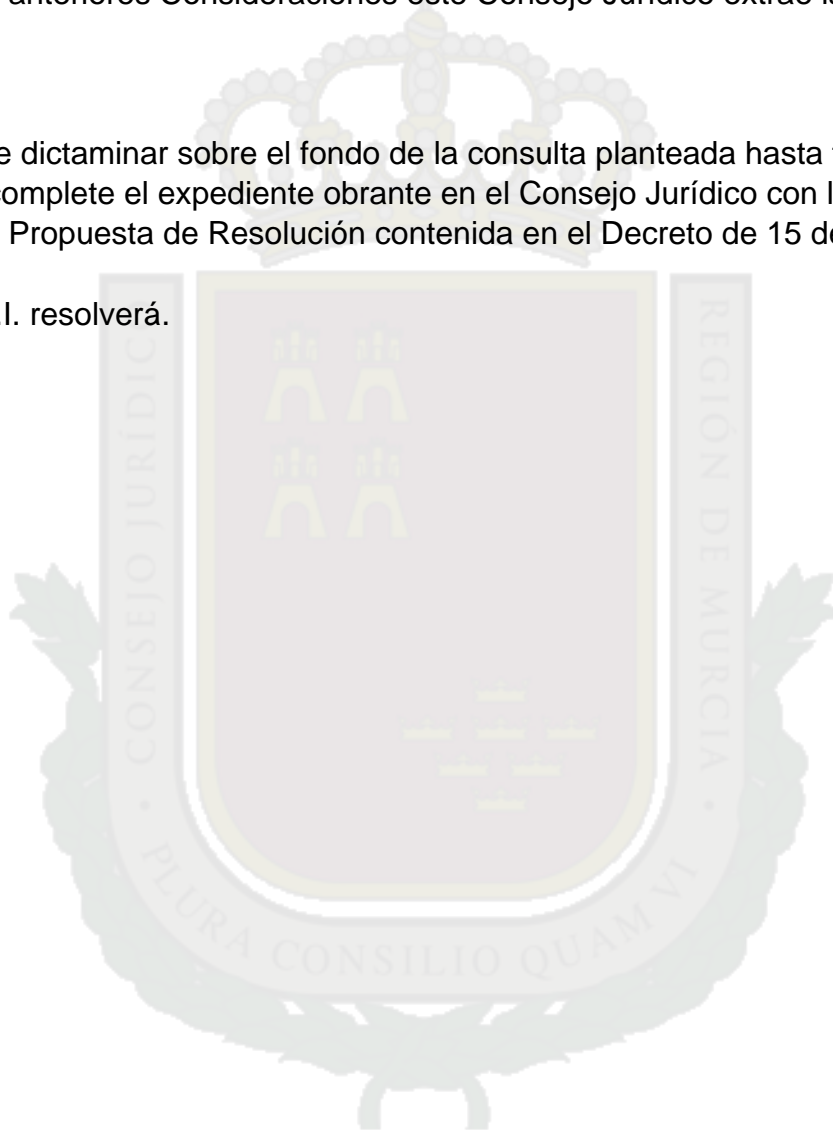 anteriores Consideraciones este Consejo Jurídico extrae
e dictaminar sobre el fondo de la consulta planteada hasta
complete el expediente obrante en el Consejo Jurídico con
Propuesta de Resolución contenida en el Decreto de 15 de
.I. resolverá.
CONSEJO JURÍDICO
REGIÓN DE MURCIA
PLURA CONSILIO QUAM VI